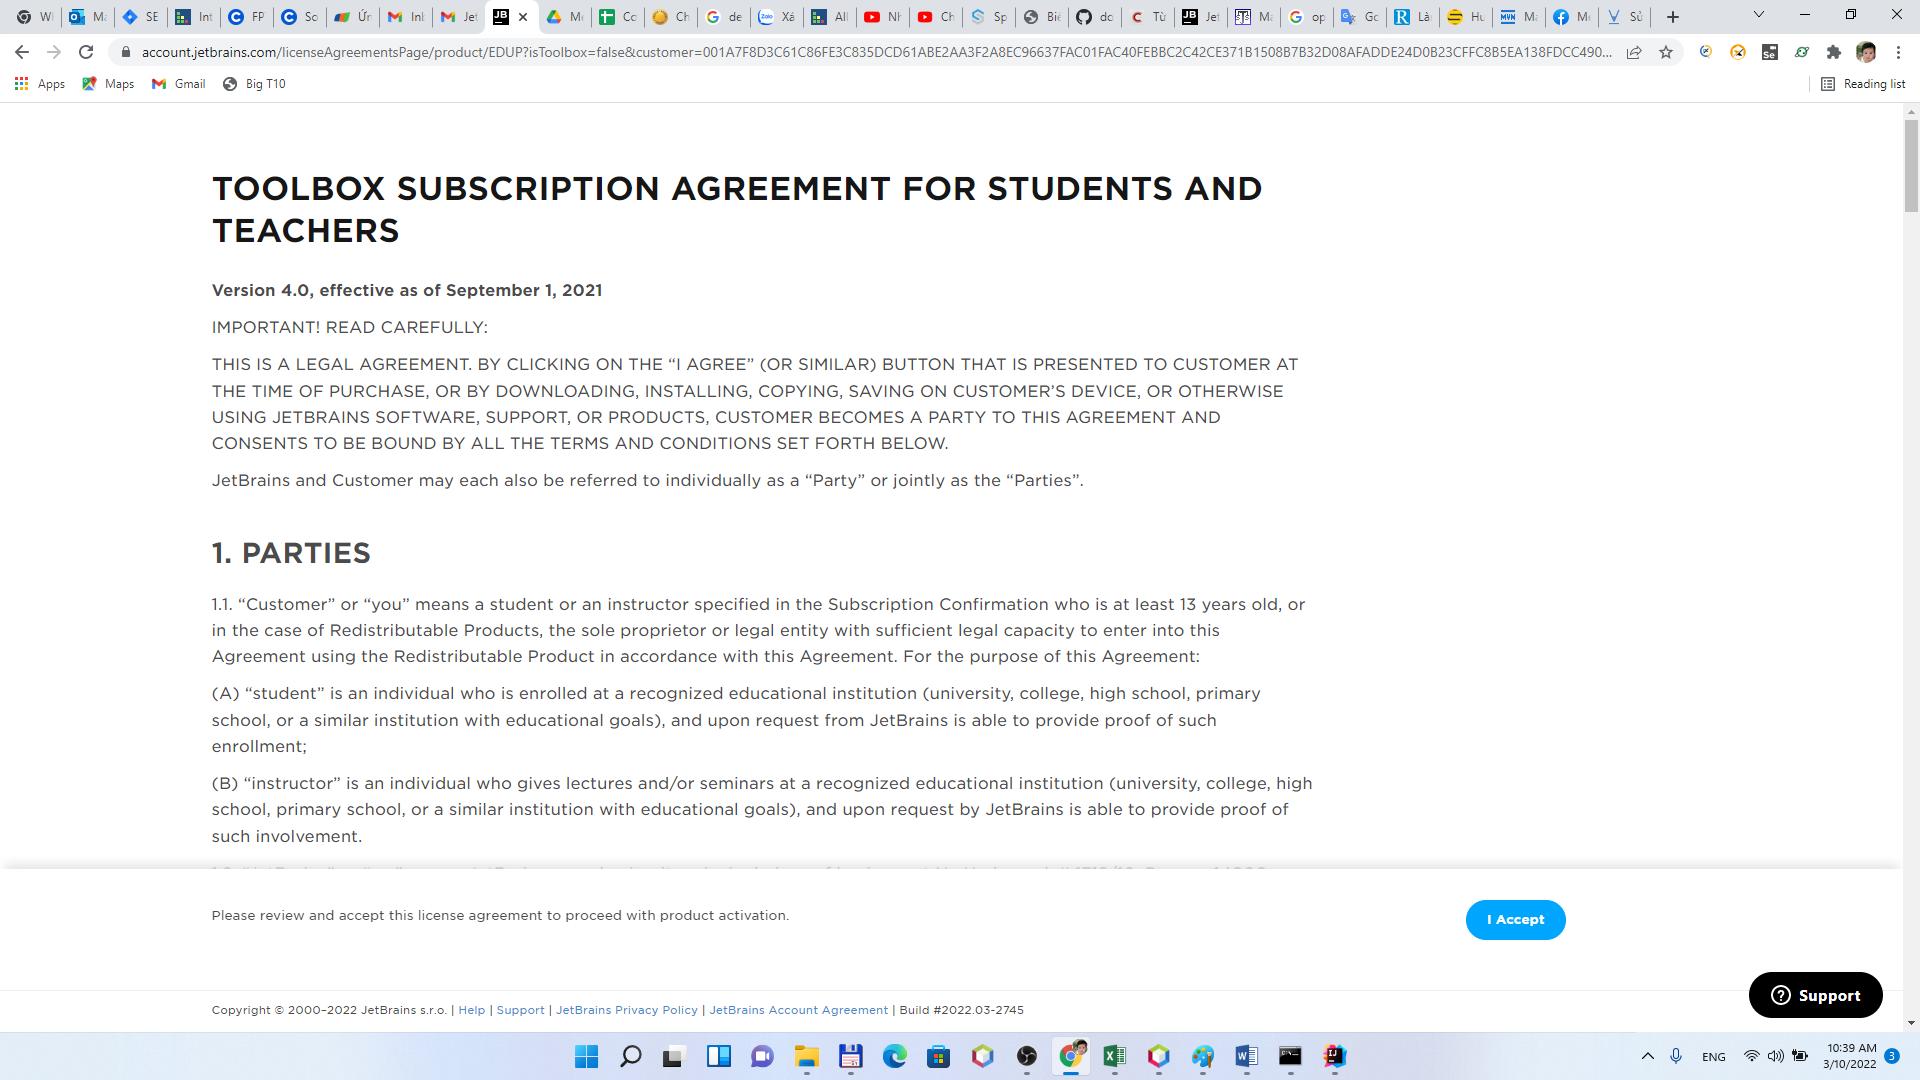 WI
Ma
SE
Int
FP
So
Ứn
Inb
Jet
Me
Co
Ch
de
Xá
All
Nh
Ch
Sp
Biế
do
Từ
Jet
Ma
op
Go
Là
Hu
Ma
Me
Sử
account.jetbrains.com/licenseAgreementsPage/product/EDUP?isToolbox=false&customer=001A7F8D3C61C86FE3C835DCD61ABE2AA3F2A8EC96637FAC01FAC40FEBBC2C42CE371B1508B7B32D08AFADDE24D0B23CFFC8B5EA138FDCC490...
Apps Maps Gmail Big T10 Reading list
TOOLBOX SUBSCRIPTION AGREEMENT FOR STUDENTS AND
TEACHERS
Version 4.0, effective as of September 1, 2021
IMPORTANT! READ CAREFULLY:
THIS IS A LEGAL AGREEMENT. BY CLICKING ON THE “I AGREE” (OR SIMILAR) BUTTON THAT IS PRESENTED TO CUSTOMER AT
THE TIME OF PURCHASE, OR BY DOWNLOADING, INSTALLING, COPYING, SAVING ON CUSTOMER’S DEVICE, OR OTHERWISE
USING JETBRAINS SOFTWARE, SUPPORT, OR PRODUCTS, CUSTOMER BECOMES A PARTY TO THIS AGREEMENT AND
CONSENTS TO BE BOUND BY ALL THE TERMS AND CONDITIONS SET FORTH BELOW.
JetBrains and Customer may each also be referred to individually as a “Party” or jointly as the “Parties”.
1. PARTIES
1.1. “Customer” or “you” means a student or an instructor specified in the Subscription Confirmation who is at least 13 years old, or
in the case of Redistributable Products, the sole proprietor or legal entity with sufficient legal capacity to enter into this
Agreement using the Redistributable Product in accordance with this Agreement. For the purpose of this Agreement:
(A) “student” is an individual who is enrolled at a recognized educational institution (university, college, high school, primary
school, or a similar institution with educational goals), and upon request from JetBrains is able to provide proof of such
enrollment;
(B) “instructor” is an individual who gives lectures and/or seminars at a recognized educational institution (university, college, high
school, primary school, or a similar institution with educational goals), and upon request by JetBrains is able to provide proof of
such involvement.
Please review and accept this license agreement to proceed with product activation.
I Accept
Support
Copyright © 2000–2022 JetBrains s.r.o. | Help | Support | JetBrains Privacy Policy | JetBrains Account Agreement | Build #2022.03-2745
ENG
10:39 AM
3/10/2022
3